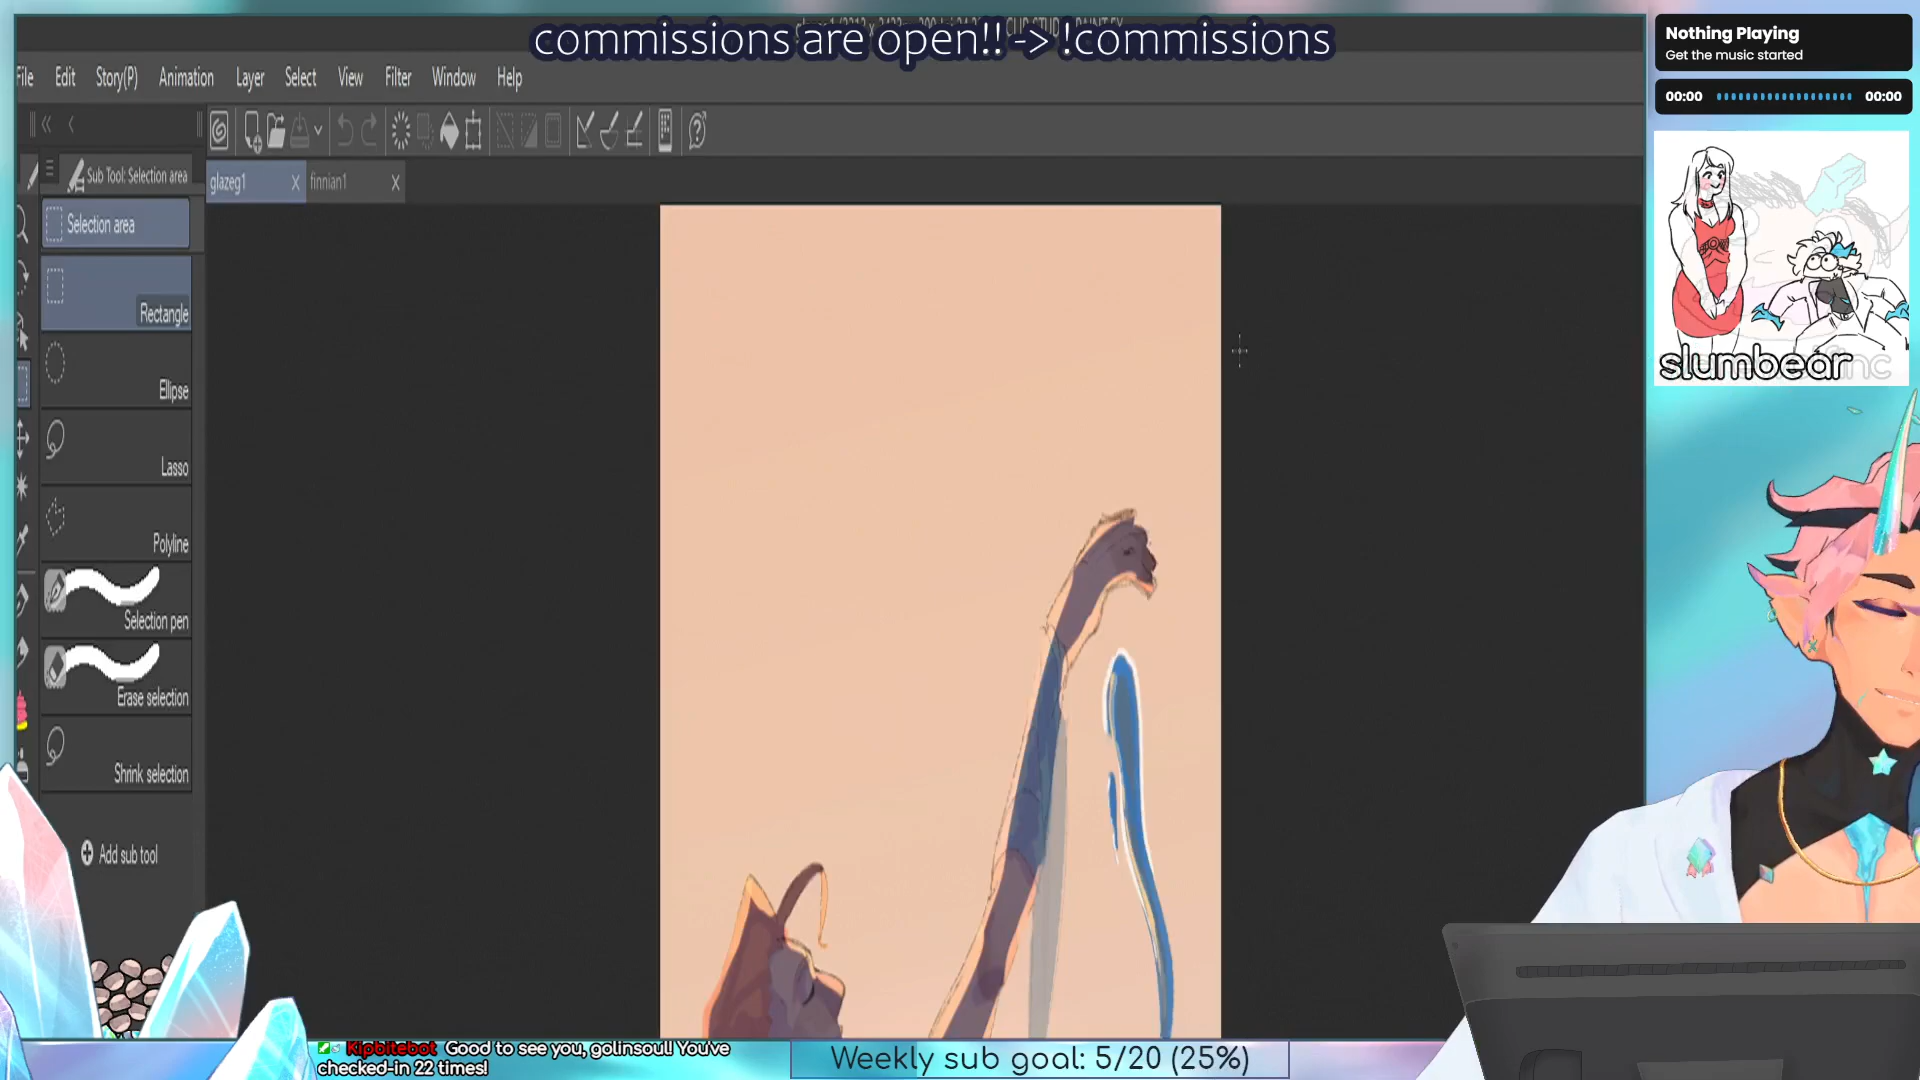 commissions are open!! -> !commissions
File Edit Story(P) Animation Layer Select View Filter Window Help
Sub Tool: Selection area
glazeg1
finnian1
Selection area
Rectangle
Ellipse
Lasso
Polyline
Selection pen
Erase selection
Shrink selection
Add sub tool
Nothing Playing
Get the music started
00:00
00:00
slumbearinc
Kipbitebot Good to see you, golinsoul! You've
checked-in 22 times!
Weekly sub goal: 5/20 (25%)